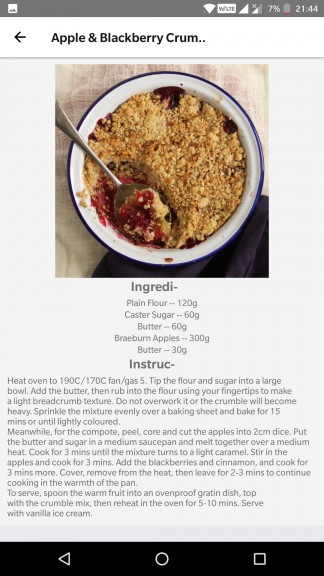 VoLTE 7% 21:44
Apple & Blackberry Crum..
Ingredi-
Plain Flour -- 120g
Caster Sugar -- 60g
Butter -- 60g
Braeburn Apples -- 300g
Butter -- 30g
Instruc-
Heat oven to 190C/170C fan/gas 5. Tip the flour and sugar into a large
bowl. Add the butter, then rub into the flour using your fingertips to make
a light breadcrumb texture. Do not overwork it or the crumble will become
heavy. Sprinkle the mixture evenly over a baking sheet and bake for 15
mins or until lightly coloured.
Meanwhile, for the compote, peel, core and cut the apples into 2cm dice. Put
the butter and sugar in a medium saucepan and melt together over a medium
heat. Cook for 3 mins until the mixture turns to a light caramel. Stir in the
apples and cook for 3 mins. Add the blackberries and cinnamon, and cook for
3 mins more. Cover, remove from the heat, then leave for 2-3 mins to continue
cooking in the warmth of the pan.
To serve, spoon the warm fruit into an ovenproof gratin dish, top
with the crumble mix, then reheat in the oven for 5-10 mins. Serve
with vanilla ice cream.